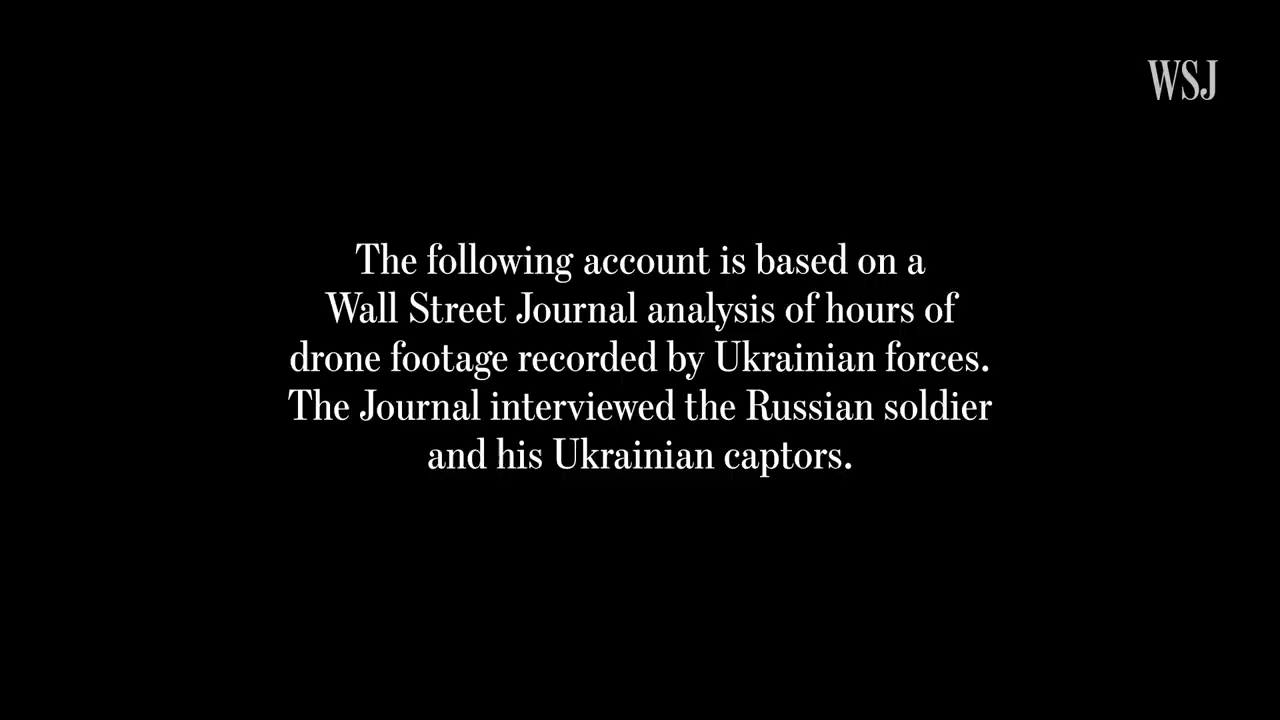 WSJ
The following account is based on a
Wall Street Journal analysis of hours of
drone footage recorded by Ukrainian forces.
The Journal interviewed the Russian soldier
and his Ukrainian captors.